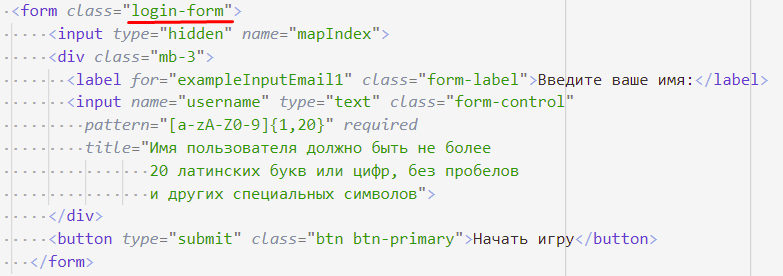 <form class="login-form">
<input type="hidden" name="mapIndex">
<div class="mb-3">
<label for="exampleInputEmail1" class="form-label">Введите ваше имя:</label>
<input name="username" type="text" class="form-control"
pattern="[a-zA-Z0-9]{1,20}" required
title="Имя пользователя должно быть не более
20 латинских букв или цифр, без пробелов
и других специальных символов">
</div>
<button type="submit" class="btn btn-primary">Начать игру</button>
</form>